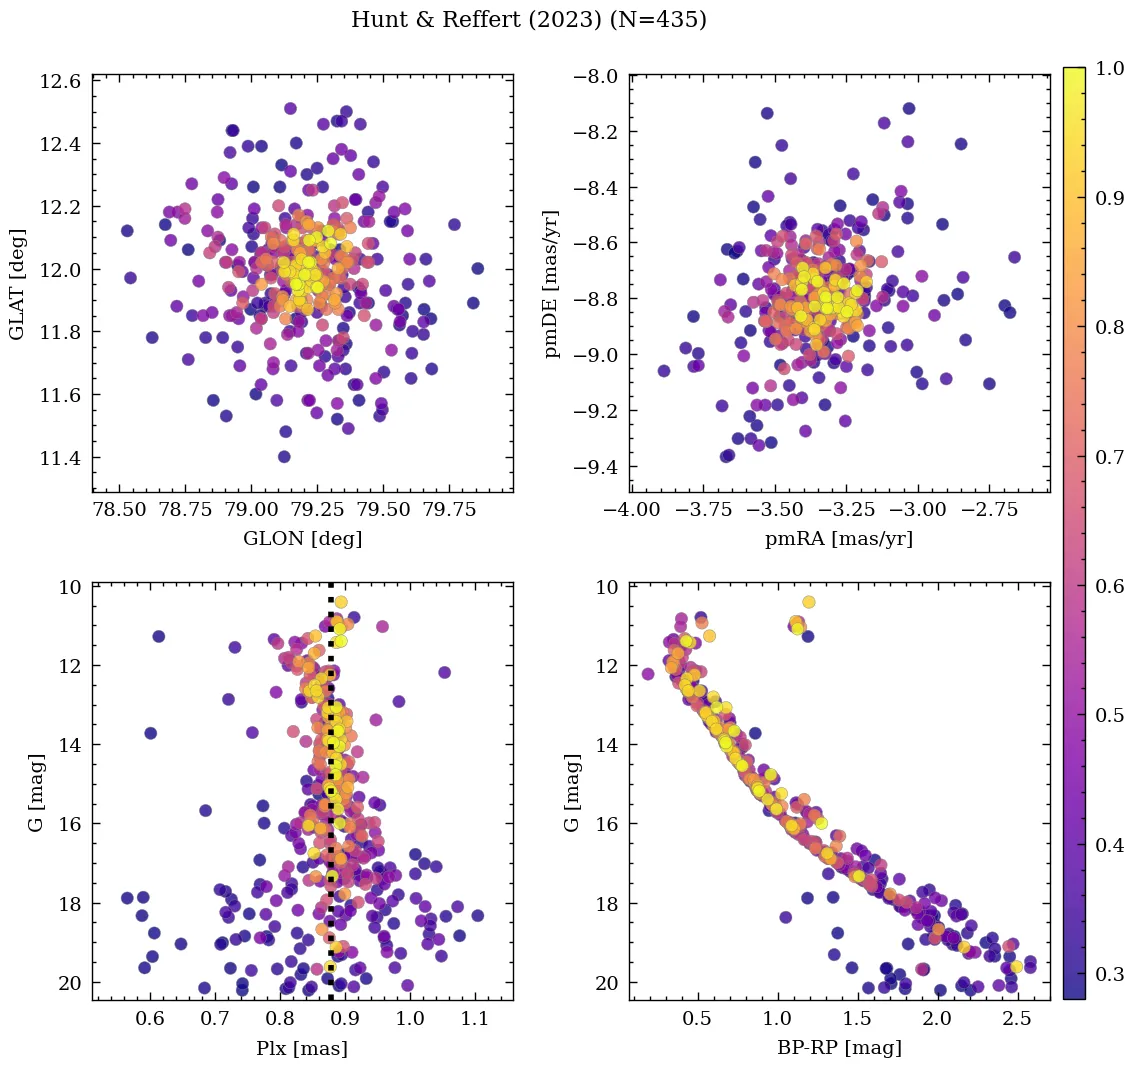 Hunt & Reffert (2023) (N=435)
12.6
12.4
12.2
12.0
11.8
11.6
11.4
GLAT [deg]
78.50 78.75 79.00 79.25 79.50 79.75
GLON [deg]
−8.0
−8.2
−8.4
−8.6
−8.8
−9.0
−9.2
−9.4
pmDE [mas/yr]
−4.00 −3.75 −3.50 −3.25 −3.00 −2.75
pmRA [mas/yr]
10
12
14
16
18
20
G [mag]
0.6 0.7 0.8 0.9 1.0 1.1
Plx [mas]
10
12
14
16
18
20
G [mag]
0.5 1.0 1.5 2.0 2.5
BP-RP [mag]
1.0
0.9
0.8
0.7
0.6
0.5
0.4
0.3